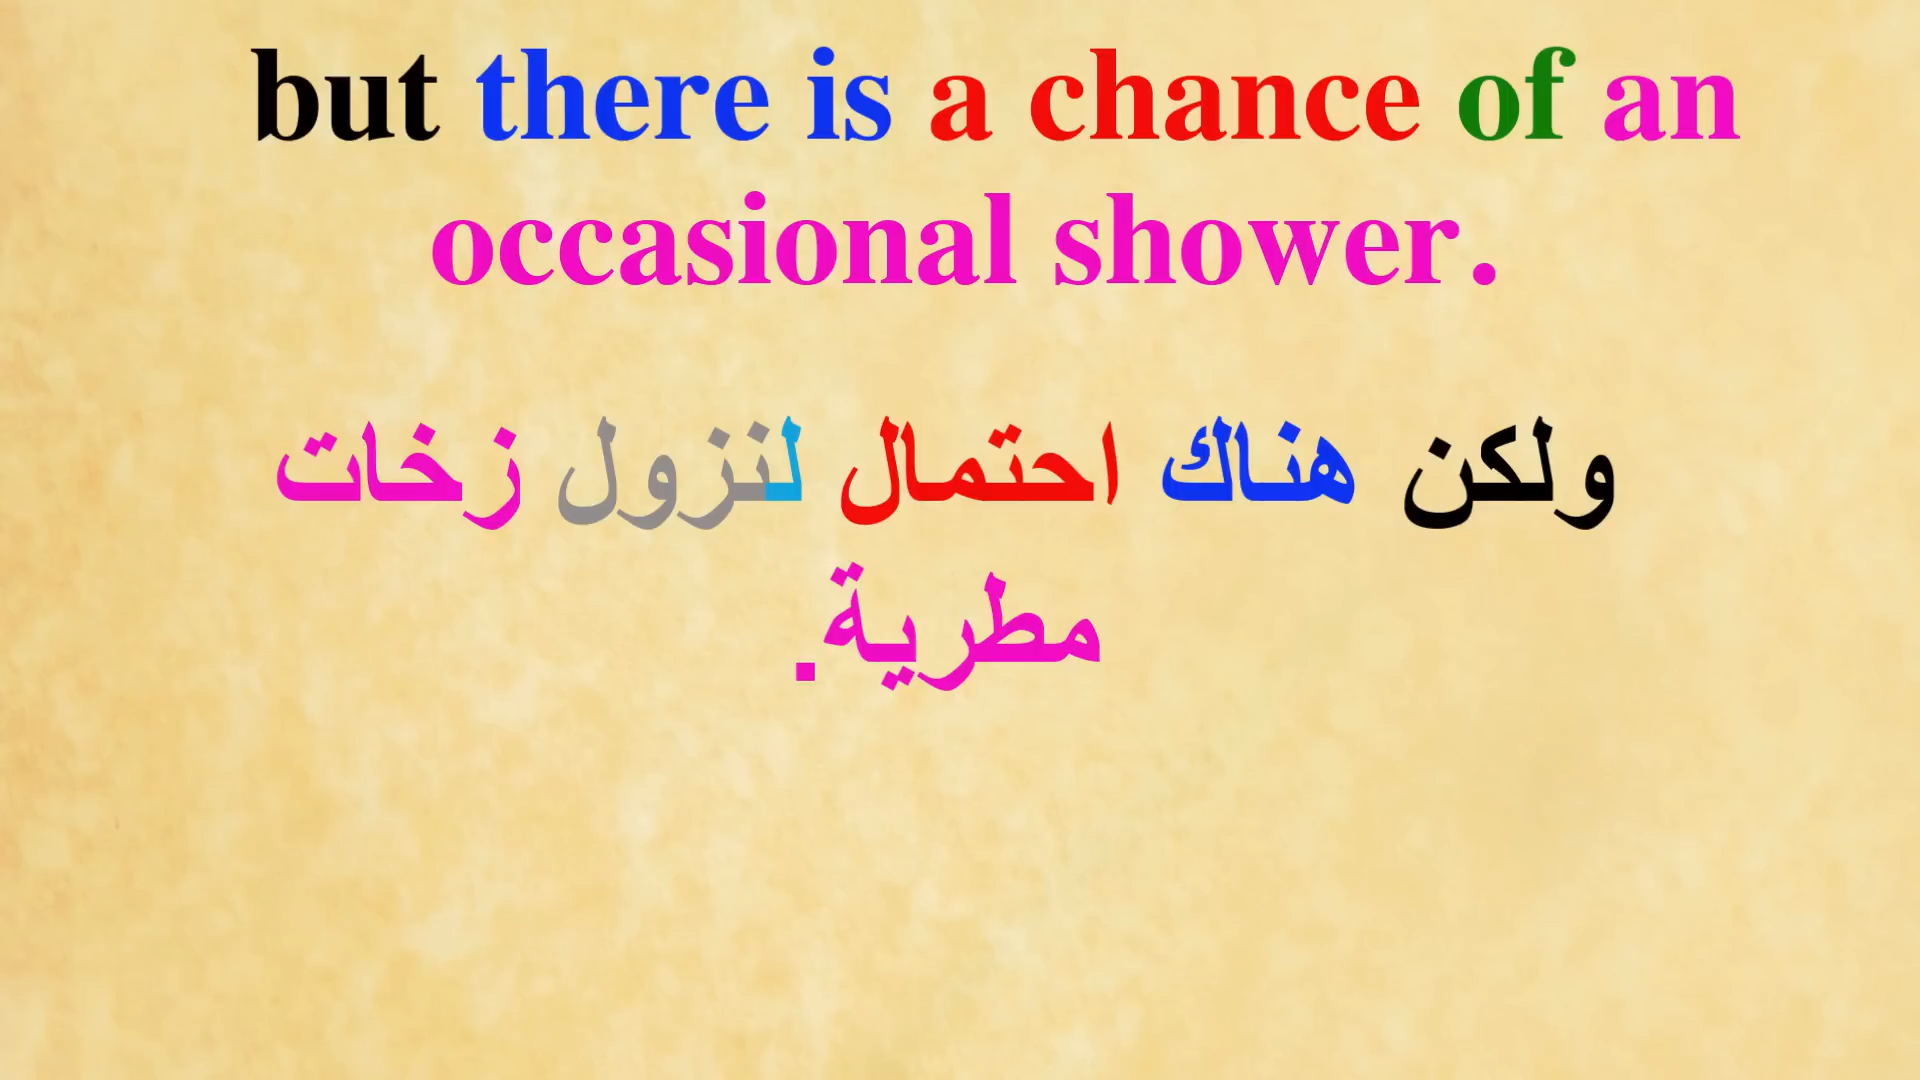 but there is a chance of an
occasional shower.
ولكن هناك احتمال لنزول زخات
مطرية.